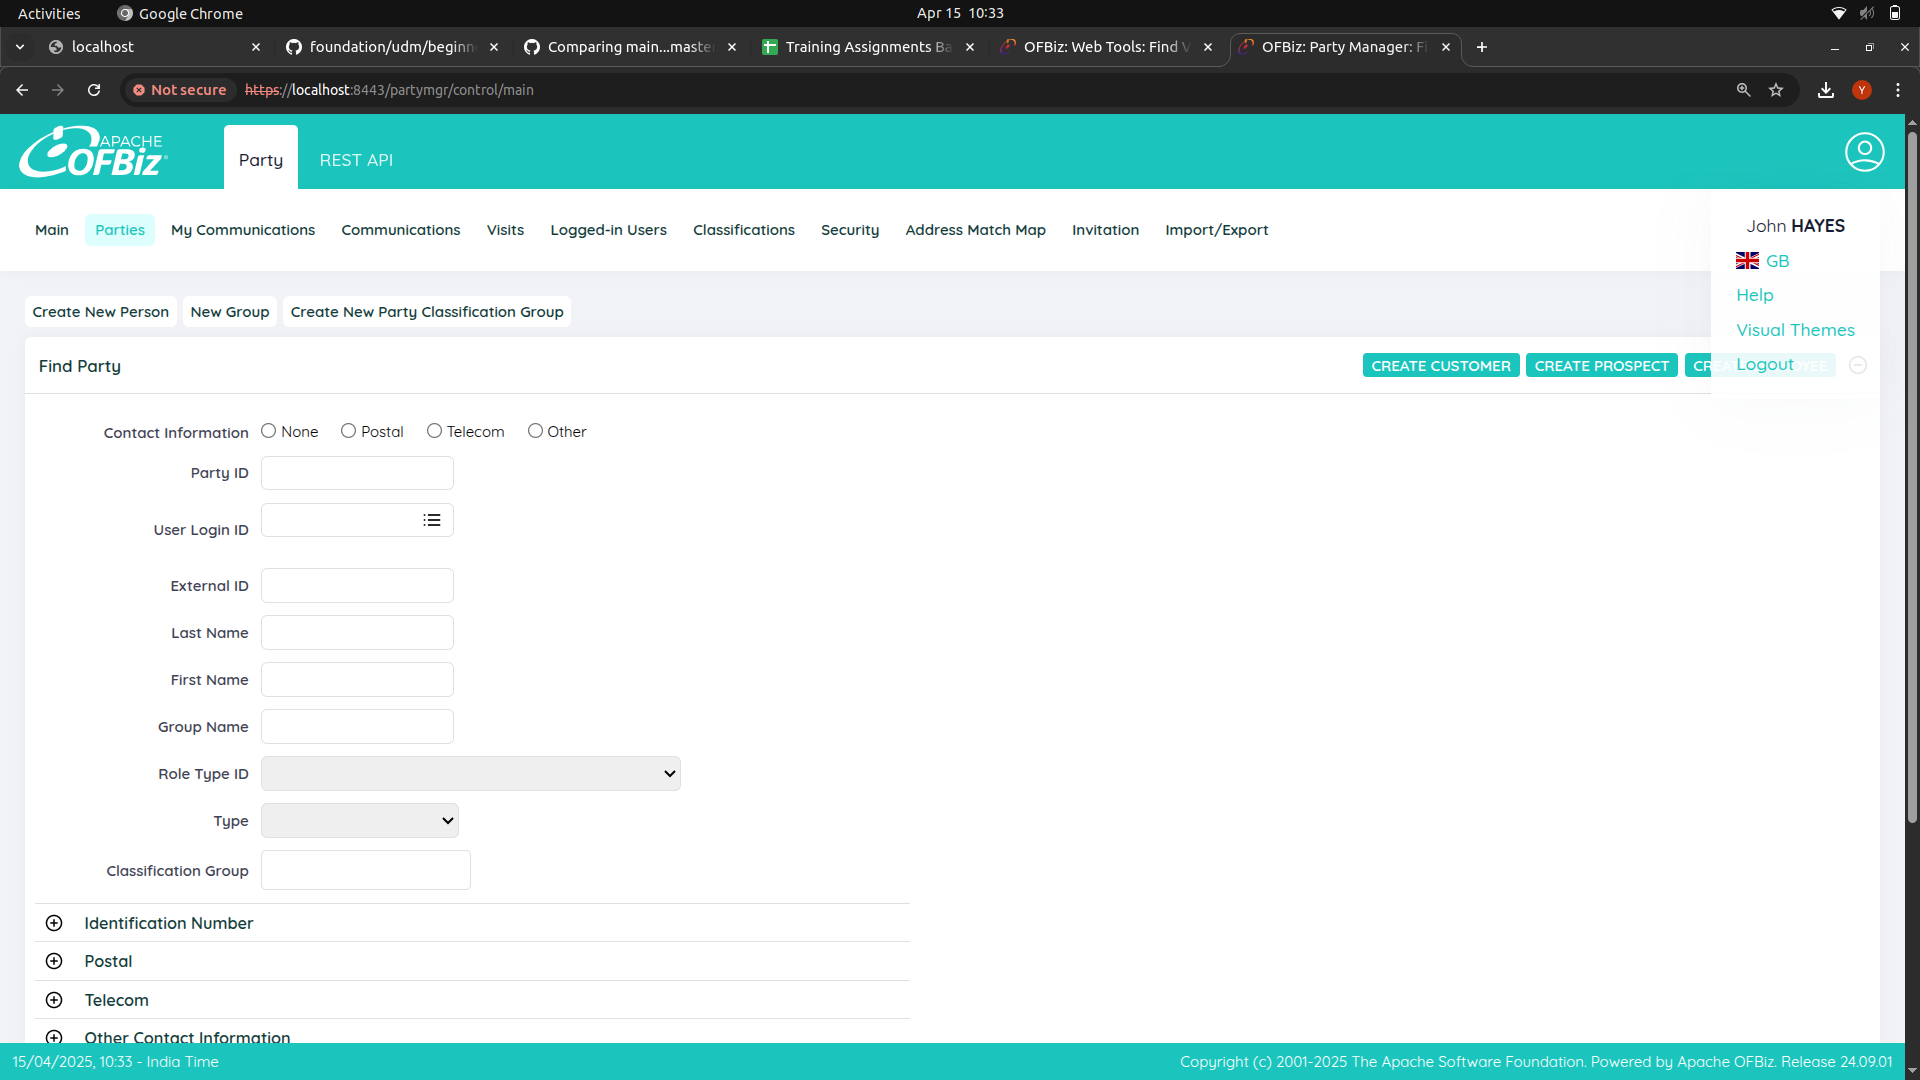 Activities Google Chrome Apr 15 10:33
localhost foundation/udm/beginn Comparing main...maste Training Assignments Ba OFBiz: Web Tools: Find V OFBiz: Party Manager: Fi
Not secure https://localhost:8443/partymgr/control/main Y
APACHE OFBiz Party REST API
Main Parties My Communications Communications Visits Logged-in Users Classifications Security Address Match Map Invitation Import/Export
John HAYES
GB
Help
Visual Themes
Logout
Create New Person New Group Create New Party Classification Group
Find Party CREATE CUSTOMER CREATE PROSPECT
Contact Information None Postal Telecom Other
Party ID
User Login ID
External ID
Last Name
First Name
Group Name
Role Type ID
Type
Classification Group
Identification Number
Postal
Telecom
Other Contact Information
15/04/2025, 10:33 - India Time Copyright (c) 2001-2025 The Apache Software Foundation. Powered by Apache OFBiz. Release 24.09.01